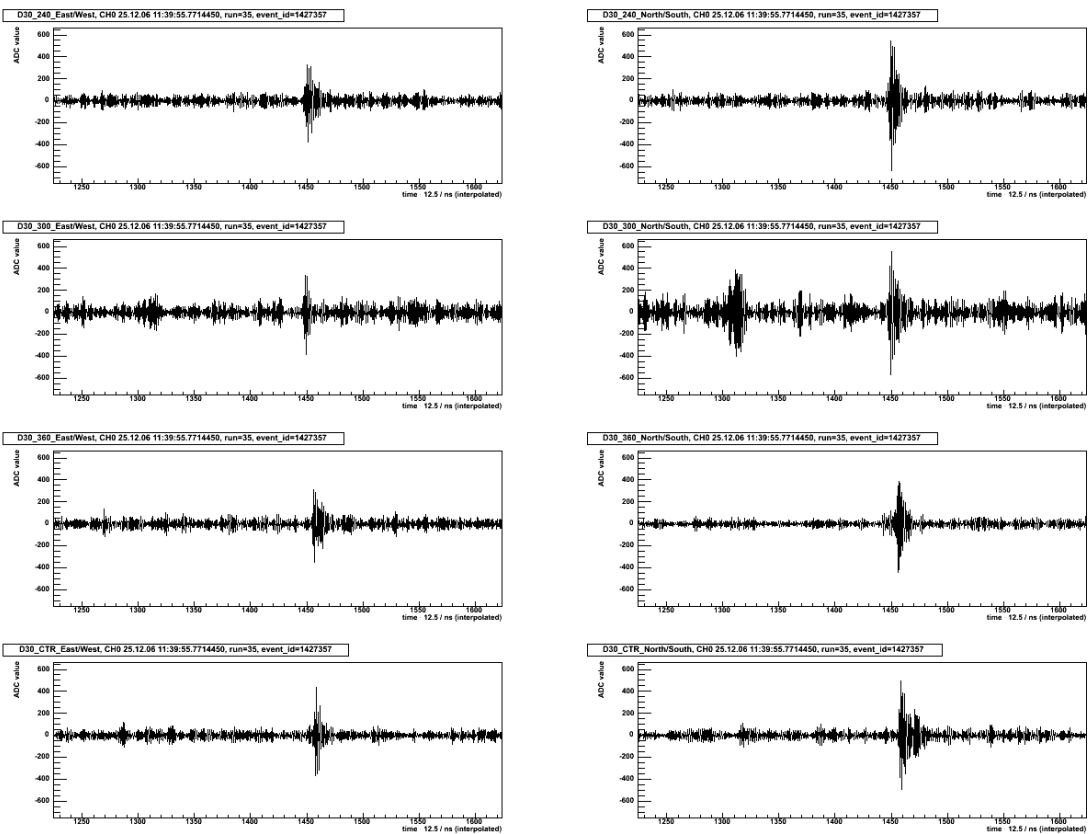 D30_240_East/West, CH0 25.12.06 11:39:55.7714450, run=35, event_id=1427357
ADC value
600
400
200
0
-200
-400
-600
1250 1300 1350 1400 1450 1500 1550 1600
time 12.5 / ns (interpolated)
D30_240_North/South, CH0 25.12.06 11:39:55.7714450, run=35, event_id=1427357
ADC value
600
400
200
0
-200
-400
-600
1250 1300 1350 1400 1450 1500 1550 1600
time 12.5 / ns (interpolated)
D30_300_East/West, CH0 25.12.06 11:39:55.7714450, run=35, event_id=1427357
ADC value
600
400
200
0
-200
-400
-600
1250 1300 1350 1400 1450 1500 1550 1600
time 12.5 / ns (interpolated)
D30_300_North/South, CH0 25.12.06 11:39:55.7714450, run=35, event_id=1427357
ADC value
600
400
200
0
-200
-400
-600
1250 1300 1350 1400 1450 1500 1550 1600
time 12.5 / ns (interpolated)
D30_360_East/West, CH0 25.12.06 11:39:55.7714450, run=35, event_id=1427357
ADC value
600
400
200
0
-200
-400
-600
1250 1300 1350 1400 1450 1500 1550 1600
time 12.5 / ns (interpolated)
D30_360_North/South, CH0 25.12.06 11:39:55.7714450, run=35, event_id=1427357
ADC value
600
400
200
0
-200
-400
-600
1250 1300 1350 1400 1450 1500 1550 1600
time 12.5 / ns (interpolated)
D30_CTR_East/West, CH0 25.12.06 11:39:55.7714450, run=35, event_id=1427357
ADC value
600
400
200
0
-200
-400
-600
1250 1300 1350 1400 1450 1500 1550 1600
time 12.5 / ns (interpolated)
D30_CTR_North/South, CH0 25.12.06 11:39:55.7714450, run=35, event_id=1427357
ADC value
600
400
200
0
-200
-400
-600
1250 1300 1350 1400 1450 1500 1550 1600
time 12.5 / ns (interpolated)